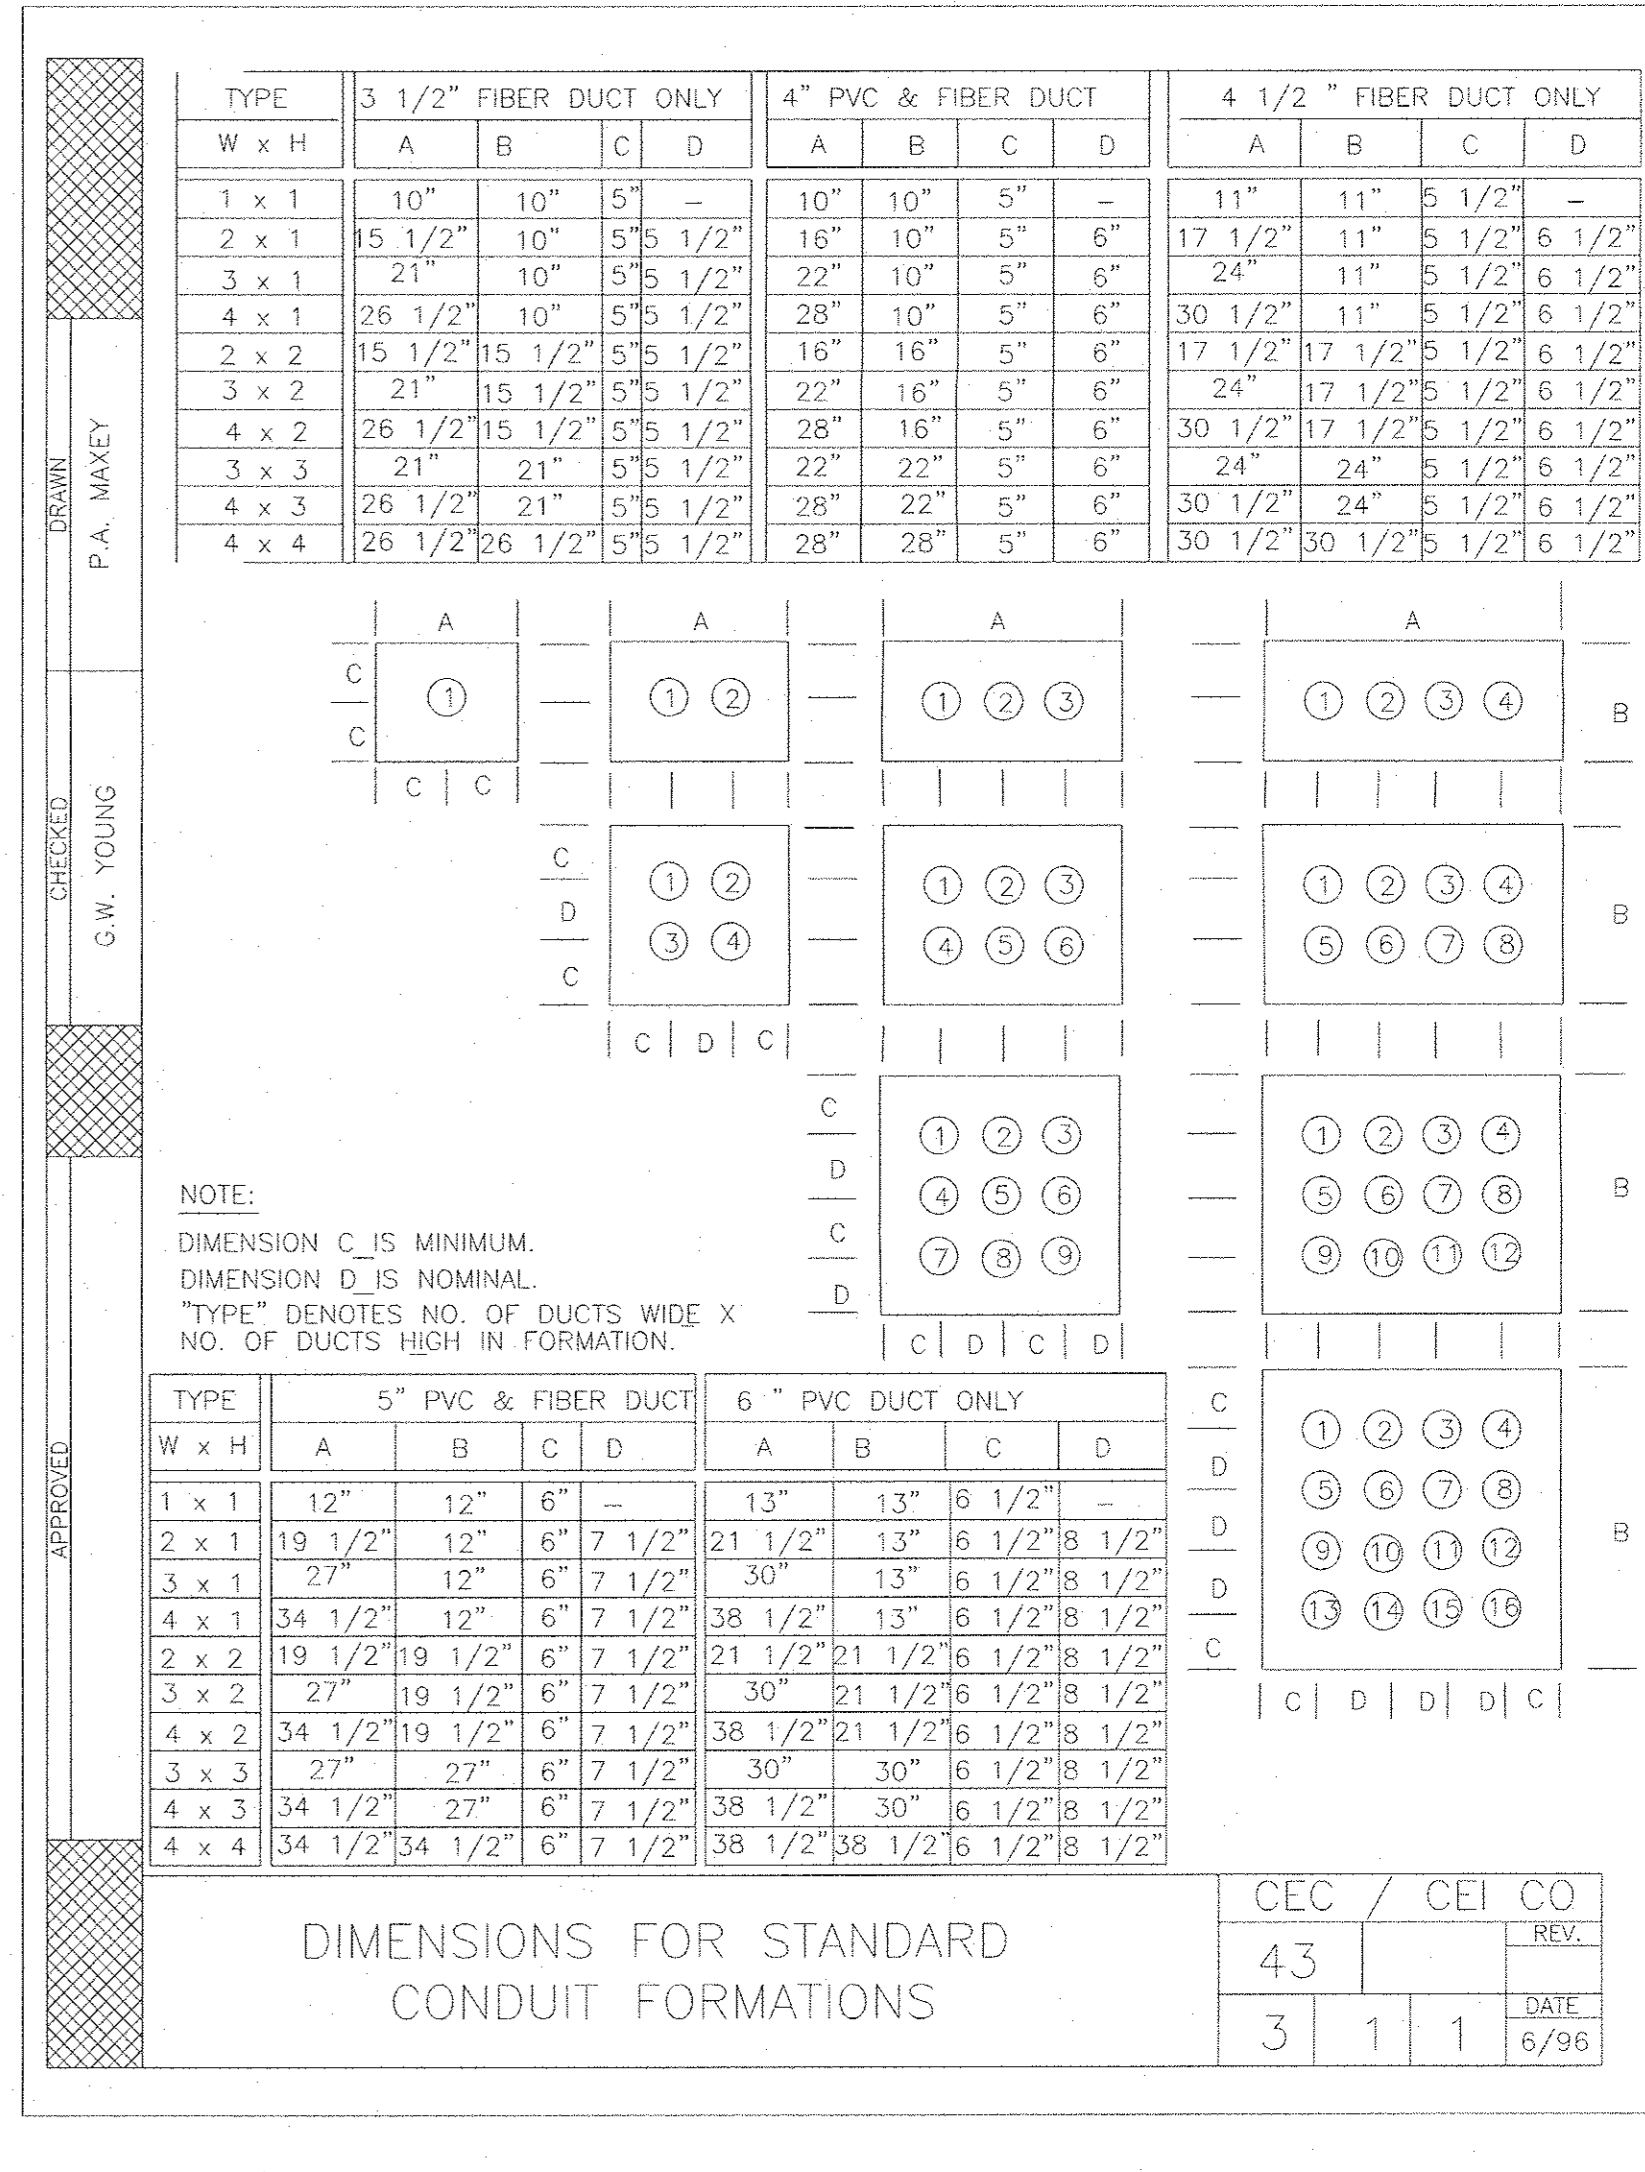 TYPE 3 1/2" FIBER DUCT ONLY 4" PVC & FIBER DUCT 4 1/2 " FIBER DUCT ONLY
W x H A B C D A B C D A B C D
1 x 1 10" 10" 5" – 10" 10" 5" – 11" 11" 5 1/2" –
2 x 1 15 1/2" 10" 5" 5 1/2" 16" 10" 5" 6" 17 1/2" 11" 5 1/2" 6 1/2"
3 x 1 21" 10" 5" 5 1/2" 22" 10" 5" 6" 24" 11" 5 1/2" 6 1/2"
4 x 1 26 1/2" 10" 5" 5 1/2" 28" 10" 5" 6" 30 1/2" 11" 5 1/2" 6 1/2"
2 x 2 15 1/2" 15 1/2" 5" 5 1/2" 16" 16" 5" 6" 17 1/2" 17 1/2" 5 1/2" 6 1/2"
3 x 2 21" 15 1/2" 5" 5 1/2" 22" 16" 5" 6" 24" 17 1/2" 5 1/2" 6 1/2"
4 x 2 26 1/2" 15 1/2" 5" 5 1/2" 28" 16" 5" 6" 30 1/2" 17 1/2" 5 1/2" 6 1/2"
3 x 3 21" 21" 5" 5 1/2" 22" 22" 5" 6" 24" 24" 5 1/2" 6 1/2"
4 x 3 26 1/2" 21" 5" 5 1/2" 28" 22" 5" 6" 30 1/2" 24" 5 1/2" 6 1/2"
4 x 4 26 1/2" 26 1/2" 5" 5 1/2" 28" 28" 5" 6" 30 1/2" 30 1/2" 5 1/2" 6 1/2"
DRAWN
P.A. MAXEY
CHECKED
G.W. YOUNG
APPROVED
A A A A
C
1 1 2 1 2 3 1 2 3 4 B
C
C C
C 1 2 1 2 3 1 2 3 4
D B
3 4 4 5 6 5 6 7 8
C
C D C
C
1 2 3 1 2 3 4
D
4 5 6 5 6 7 8 B
C
7 8 9 9 10 11 12
D
C D C D
NOTE:
DIMENSION C IS MINIMUM.
DIMENSION D IS NOMINAL.
"TYPE" DENOTES NO. OF DUCTS WIDE X
NO. OF DUCTS HIGH IN FORMATION.
C
1 2 3 4
D
5 6 7 8
D B
9 10 11 12
D
13 14 15 16
C
C D D D C
TYPE 5" PVC & FIBER DUCT 6 " PVC DUCT ONLY
W x H A B C D A B C D
1 x 1 12" 12" 6" – 13" 13" 6 1/2" –
2 x 1 19 1/2" 12" 6" 7 1/2" 21 1/2" 13" 6 1/2" 8 1/2"
3 x 1 27" 12" 6" 7 1/2" 30" 13" 6 1/2" 8 1/2"
4 x 1 34 1/2" 12" 6" 7 1/2" 38 1/2" 13" 6 1/2" 8 1/2"
2 x 2 19 1/2" 19 1/2" 6" 7 1/2" 21 1/2" 21 1/2" 6 1/2" 8 1/2"
3 x 2 27" 19 1/2" 6" 7 1/2" 30" 21 1/2" 6 1/2" 8 1/2"
4 x 2 34 1/2" 19 1/2" 6" 7 1/2" 38 1/2" 21 1/2" 6 1/2" 8 1/2"
3 x 3 27" 27" 6" 7 1/2" 30" 30" 6 1/2" 8 1/2"
4 x 3 34 1/2" 27" 6" 7 1/2" 38 1/2" 30" 6 1/2" 8 1/2"
4 x 4 34 1/2" 34 1/2" 6" 7 1/2" 38 1/2" 38 1/2" 6 1/2" 8 1/2"
DIMENSIONS FOR STANDARD
CONDUIT FORMATIONS
CEC / CEI CO
43 REV.
3 1 1 DATE
6/96